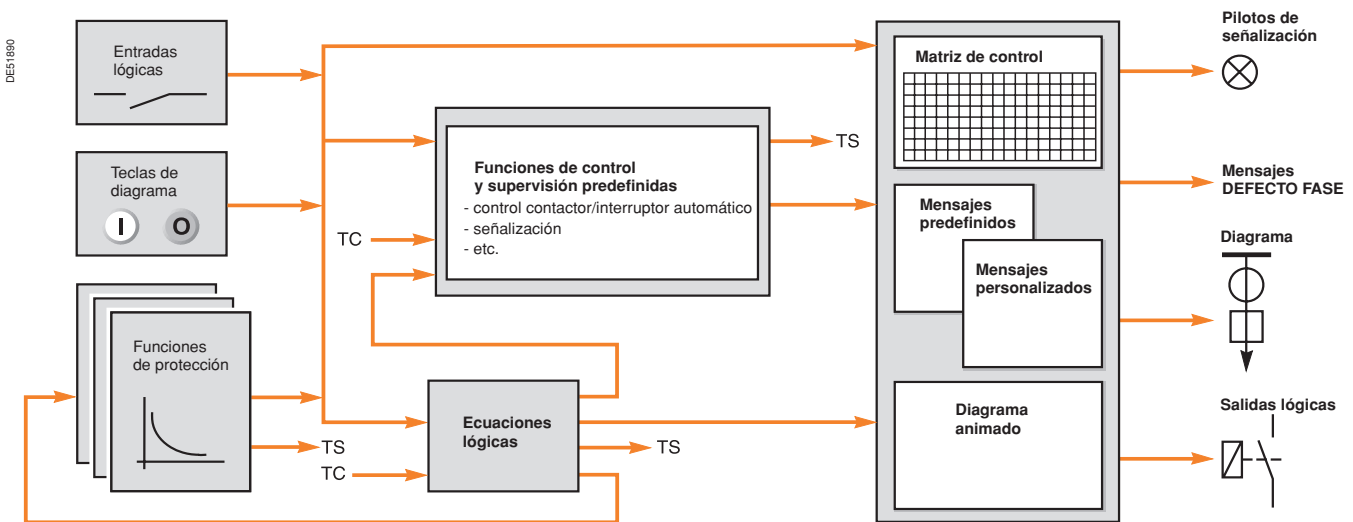 DE51890
Entradas
lógicas
Teclas de
diagrama
I
O
Funciones
de protección
TS
TC
Funciones de control
y supervisión predefinidas
- control contactor/interruptor automático
- señalización
- etc.
TC
TS
Ecuaciones
lógicas
TS
Matriz de control
Mensajes
predefinidos
Mensajes
personalizados
Diagrama
animado
Pilotos de
señalización
Mensajes
DEFECTO FASE
Diagrama
Salidas lógicas